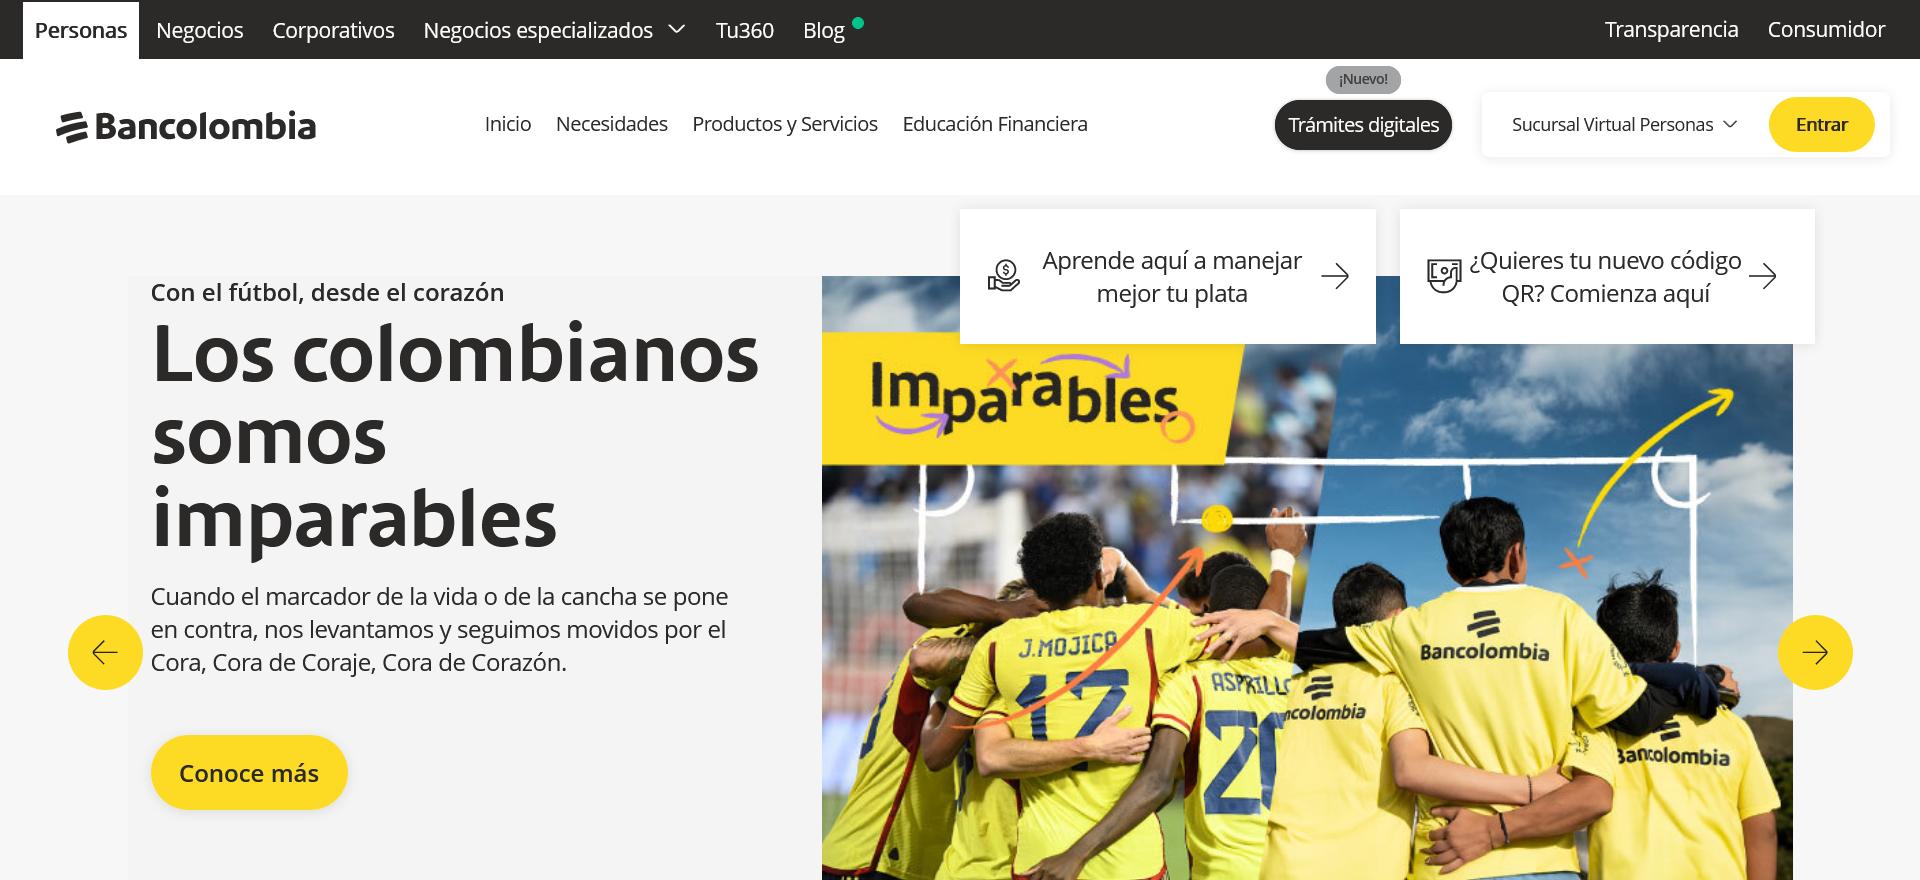 Personas Negocios Corporativos Negocios especializados Tu360 Blog Transparencia Consumidor
¡Nuevo!
Bancolombia Inicio Necesidades Productos y Servicios Educación Financiera Trámites digitales Sucursal Virtual Personas Entrar
Aprende aquí a manejar
mejor tu plata
¿Quieres tu nuevo código
QR? Comienza aquí
Con el fútbol, desde el corazón
Los colombianos
somos
imparables
Cuando el marcador de la vida o de la cancha se pone
en contra, nos levantamos y seguimos movidos por el
Cora, Cora de Coraje, Cora de Corazón.
Conoce más
Imparables
J.MOJICA
17
ASPRILLA
20
ncolombia
Bancolombia
Bancolombia